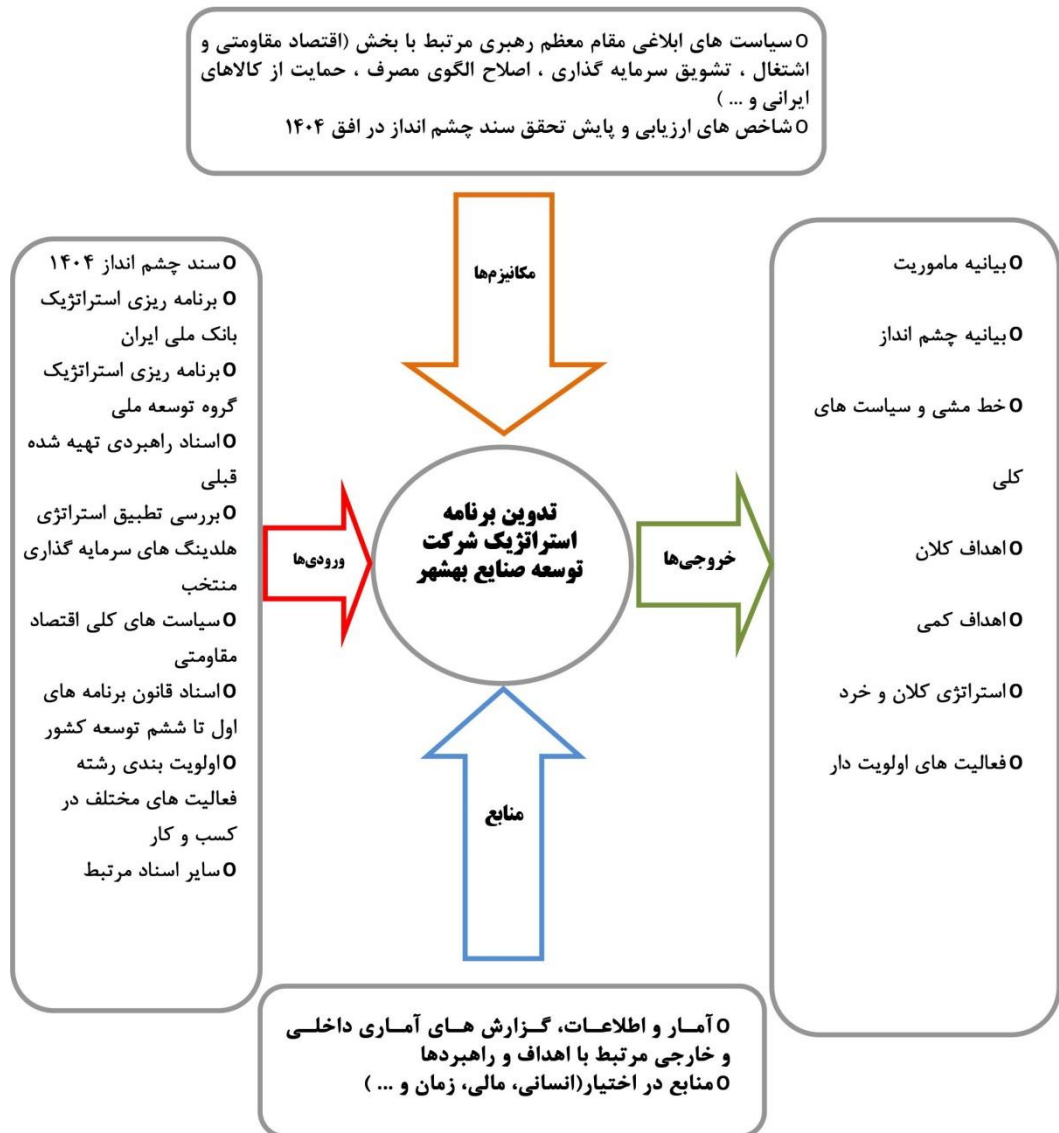 o سیاست های ابلاغی مقام معظم رهبری مرتبط با بخش (اقتصاد مقاومتی و
اشتغال ، تشویق سرمایه گذاری ، اصلاح الگوی مصرف ، حمایت از کالاهای
ایرانی و ... )
o شاخص های ارزیابی و پایش تحقق سند چشم انداز در افق ۱۴۰۴
مکانیزم‌ها
o بیانیه ماموریت
o بیانیه چشم انداز
o خط مشی و سیاست های
کلی
o اهداف کلان
o اهداف کمی
o استراتژی کلان و خرد
o فعالیت های اولویت دار
خروجی‌ها
تدوین برنامه
استراتژیک شرکت
توسعه صنایع بهشهر
ورودی‌ها
o سند چشم انداز ۱۴۰۴
o برنامه ریزی استراتژیک
بانک ملی ایران
o برنامه ریزی استراتژیک
گروه توسعه ملی
o اسناد راهبردی تهیه شده
قبلی
o بررسی تطبیق استراتژی
هلدینگ های سرمایه گذاری
منتخب
o سیاست های کلی اقتصاد
مقاومتی
o اسناد قانون برنامه های
اول تا ششم توسعه کشور
o اولویت بندی رشته
فعالیت های مختلف در
کسب و کار
o سایر اسناد مرتبط
منابع
o آمـار و اطلاعــات، گـزارش هـای آمــاری داخلــی
و خارجی مرتبط با اهداف و راهبردها
o منابع در اختیار(انسانی، مالی، زمان و ... )